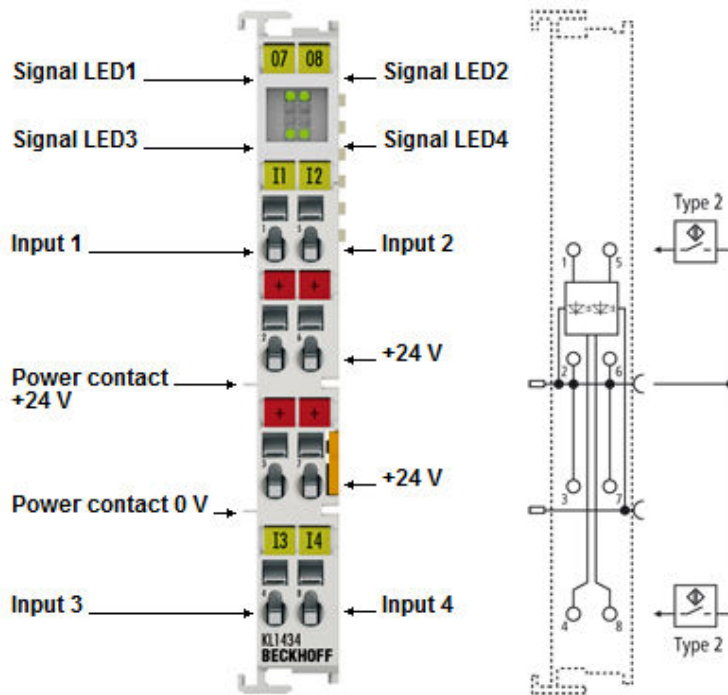 Signal LED1
07 08
Signal LED2
Signal LED3
Signal LED4
I1 I2
Input 1
1 5
Input 2
+ +
2 6
+24 V
Power contact
+24 V
+ +
3 7
+24 V
Power contact 0 V
I3 I4
Input 3
4 8
Input 4
KL1434
BECKHOFF
Type 2
1 5
2 6
3 7
4 8
Type 2